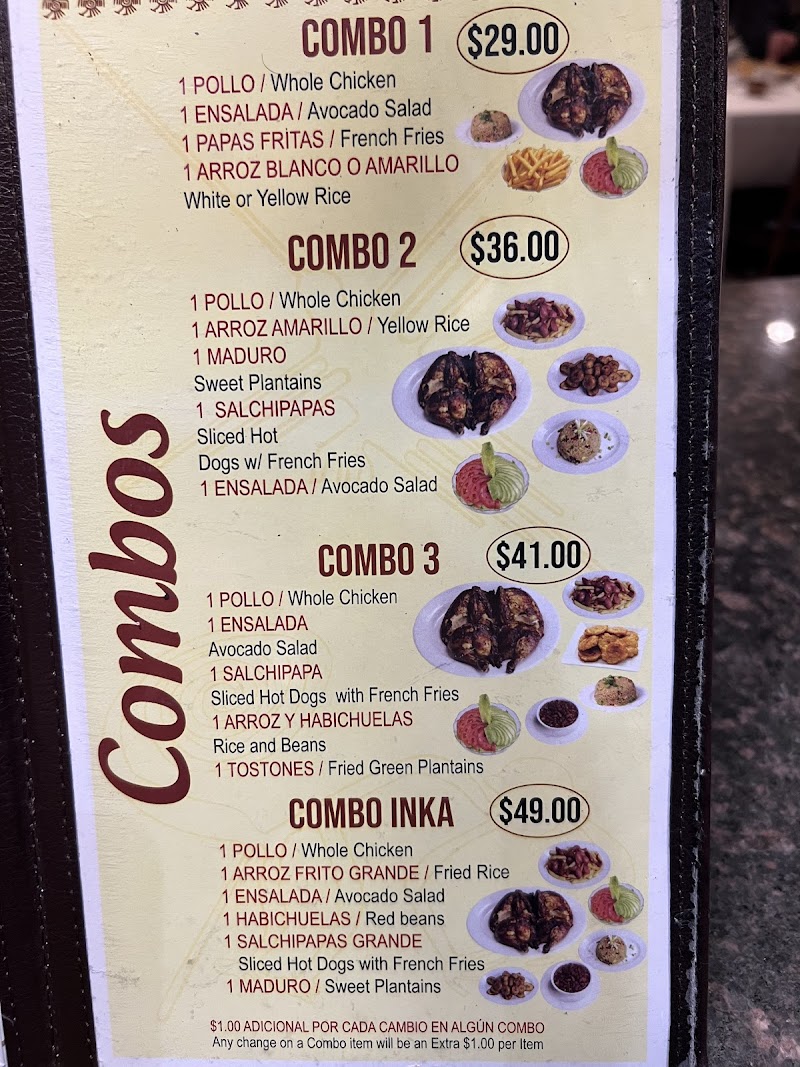 COMBO 1 $29.00
1 POLLO / Whole Chicken
1 ENSALADA / Avocado Salad
1 PAPAS FRITAS / French Fries
1 ARROZ BLANCO O AMARILLO
White or Yellow Rice
COMBO 2 $36.00
1 POLLO / Whole Chicken
1 ARROZ AMARILLO / Yellow Rice
1 MADURO
Sweet Plantains
1 SALCHIPAPAS
Sliced Hot
Dogs w/ French Fries
1 ENSALADA / Avocado Salad
Combos
COMBO 3 $41.00
1 POLLO / Whole Chicken
1 ENSALADA
Avocado Salad
1 SALCHIPAPA
Sliced Hot Dogs with French Fries
1 ARROZ Y HABICHUELAS
Rice and Beans
1 TOSTONES / Fried Green Plantains
COMBO INKA $49.00
1 POLLO / Whole Chicken
1 ARROZ FRITO GRANDE / Fried Rice
1 ENSALADA / Avocado Salad
1 HABICHUELAS / Red beans
1 SALCHIPAPAS GRANDE
Sliced Hot Dogs with French Fries
1 MADURO / Sweet Plantains
$1.00 ADICIONAL POR CADA CAMBIO EN ALGÚN COMBO
Any change on a Combo item will be an Extra $1.00 per Item